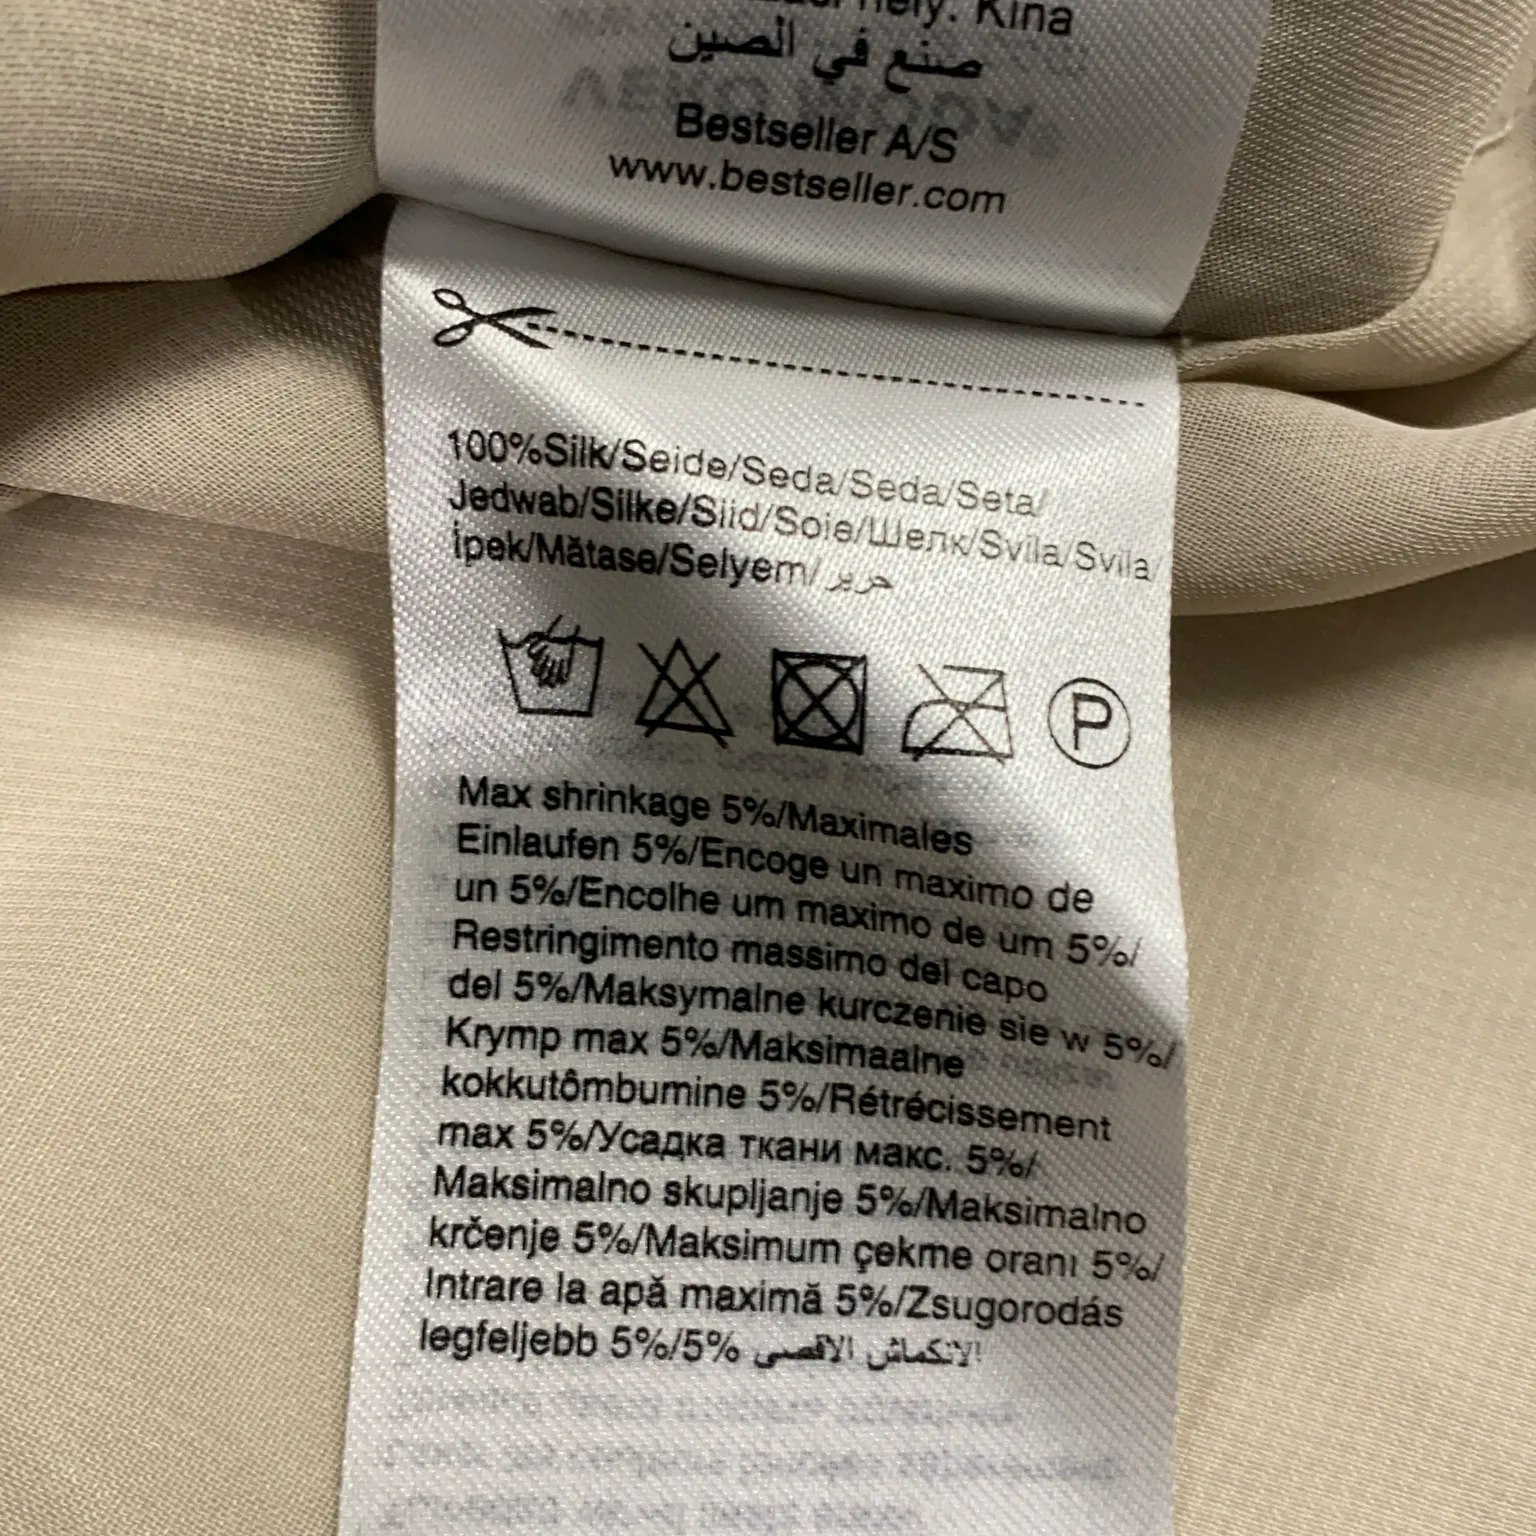 hely: Kina
صنع في الصين
Bestseller A/S
www.bestseller.com
100%Silk/Seide/Seda/Seda/Seta/
Jedwab/Silke/Siid/Soie/Шелк/Svila/Svila
İpek/Mătase/Selyem/حرير
P
Max shrinkage 5%/Maximales
Einlaufen 5%/Encoge un maximo de
un 5%/Encolhe um maximo de um 5%/
Restringimento massimo del capo
del 5%/Maksymalne kurczenie sie w 5%/
Krymp max 5%/Maksimaalne
kokkutômbumine 5%/Rétrécissement
max 5%/Усадка ткани макс. 5%/
Maksimalno skupljanje 5%/Maksimalno
krčenje 5%/Maksimum çekme oranı 5%/
Intrare la apă maximă 5%/Zsugorodás
legfeljebb 5%/5% الانكماش الاقصى